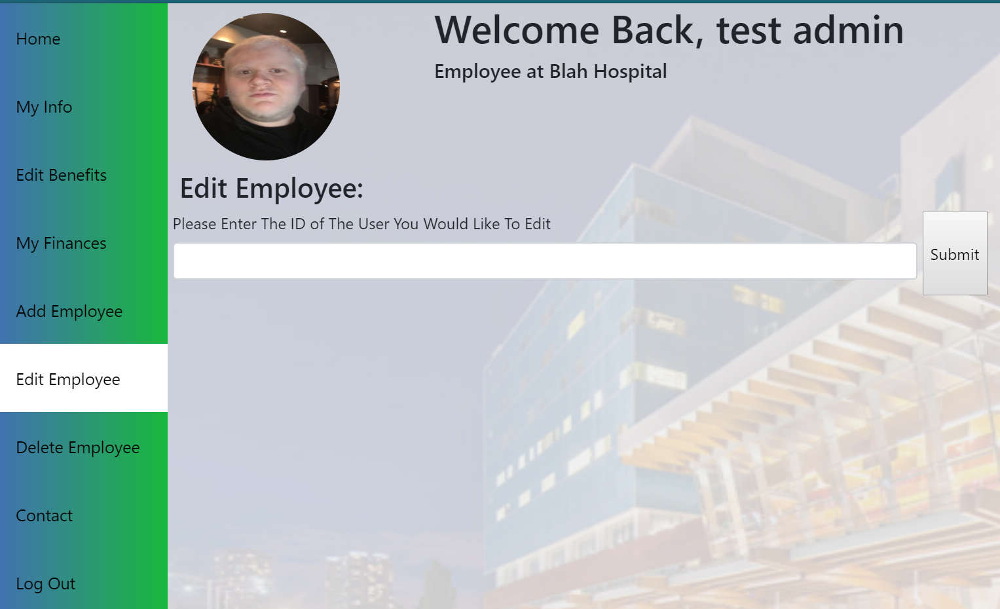 Home
My Info
Edit Benefits
My Finances
Add Employee
Edit Employee
Delete Employee
Contact
Log Out
Welcome Back, test admin
Employee at Blah Hospital
Edit Employee:
Please Enter The ID of The User You Would Like To Edit
Submit